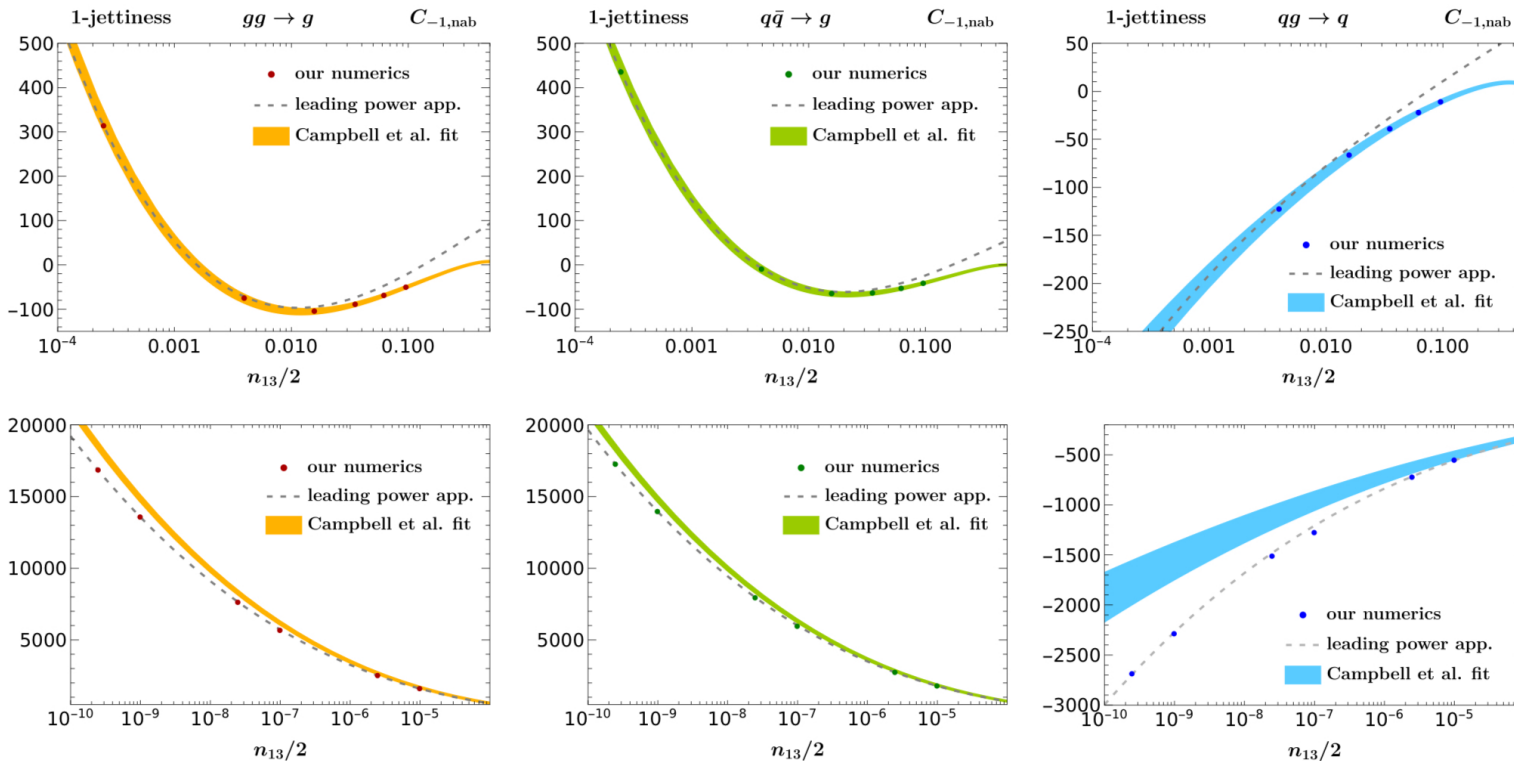 1-jettiness gg → g C₋₁,nab
500
400
300
200
100
0
−100
our numerics
leading power app.
Campbell et al. fit
10⁻⁴ 0.001 0.010 0.100
n₁₃/2
1-jettiness qq̄ → g C₋₁,nab
500
400
300
200
100
0
−100
our numerics
leading power app.
Campbell et al. fit
10⁻⁴ 0.001 0.010 0.100
n₁₃/2
1-jettiness qg → q C₋₁,nab
50
0
−50
−100
−150
−200
−250
our numerics
leading power app.
Campbell et al. fit
10⁻⁴ 0.001 0.010 0.100
n₁₃/2
20000
15000
10000
5000
our numerics
leading power app.
Campbell et al. fit
10⁻¹⁰ 10⁻⁹ 10⁻⁸ 10⁻⁷ 10⁻⁶ 10⁻⁵
n₁₃/2
20000
15000
10000
5000
our numerics
leading power app.
Campbell et al. fit
10⁻¹⁰ 10⁻⁹ 10⁻⁸ 10⁻⁷ 10⁻⁶ 10⁻⁵
n₁₃/2
−500
−1000
−1500
−2000
−2500
−3000
our numerics
leading power app.
Campbell et al. fit
10⁻¹⁰ 10⁻⁹ 10⁻⁸ 10⁻⁷ 10⁻⁶ 10⁻⁵
n₁₃/2